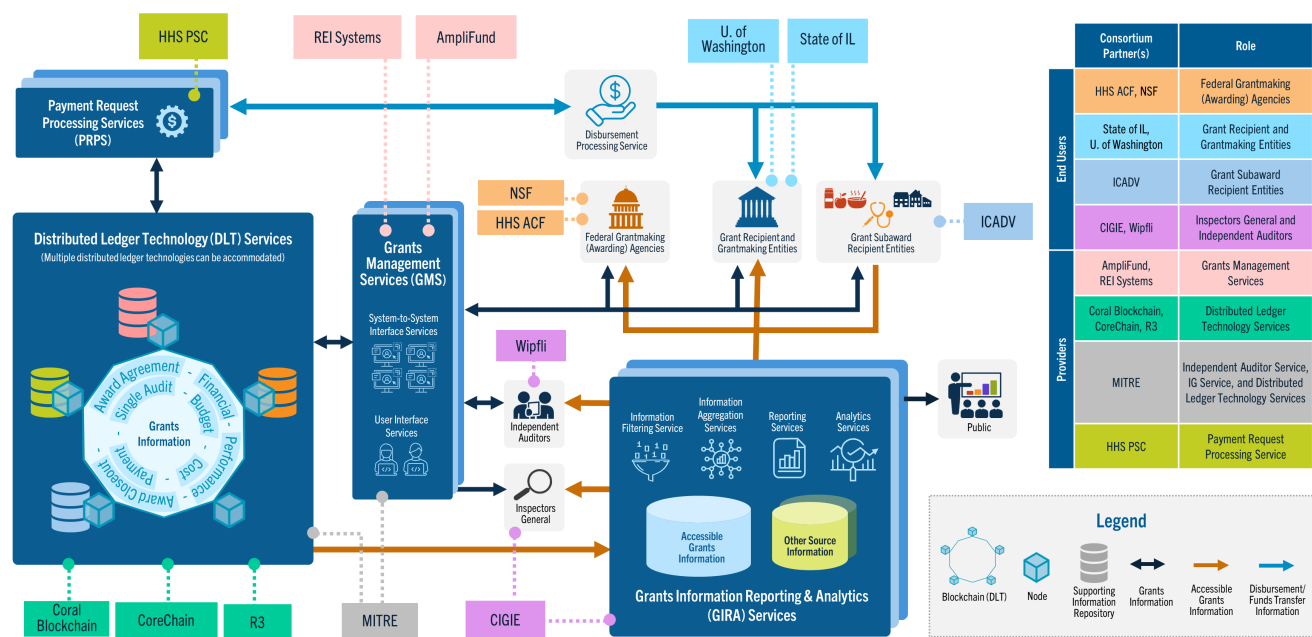 HHS PSC
REI Systems
AmpliFund
U. of
Washington
State of IL
Payment Request
Processing Services
(PRPS)
$
$
Disbursement
Processing Service
NSF
HHS ACF
Federal Grantmaking
(Awarding) Agencies
Grant Recipient and
Grantmaking Entities
Grant Subaward
Recipient Entities
ICADV
Distributed Ledger Technology (DLT) Services
(Multiple distributed ledger technologies can be accommodated)
Award Agreement - Financial - Performance - Award Closeout -
Single Audit - Budget - Cost - Payment -
Grants
Information
Grants
Management
Services (GMS)
System-to-System
Interface Services
User Interface
Services
Wipfli
Independent
Auditors
Inspectors
General
Information
Filtering Service
Information
Aggregation
Services
Reporting
Services
Analytics
Services
Accessible
Grants
Information
Other Source
Information
Grants Information Reporting & Analytics
(GIRA) Services
Public
Coral
Blockchain
CoreChain
R3
MITRE
CIGIE
Consortium
Partner(s)
Role
End Users
HHS ACF, NSF
Federal Grantmaking
(Awarding) Agencies
State of IL,
U. of Washington
Grant Recipient and
Grantmaking Entities
ICADV
Grant Subaward
Recipient Entities
CIGIE, Wipfli
Inspectors General and
Independent Auditors
Providers
AmpliFund,
REI Systems
Grants Management
Services
Coral Blockchain,
CoreChain, R3
Distributed Ledger
Technology Services
MITRE
Independent Auditor Service,
IG Service, and Distributed
Ledger Technology Services
HHS PSC
Payment Request
Processing Service
Legend
Blockchain (DLT)
Node
Supporting
Information
Repository
Grants
Information
Accessible
Grants
Information
Disbursement/
Funds Transfer
Information